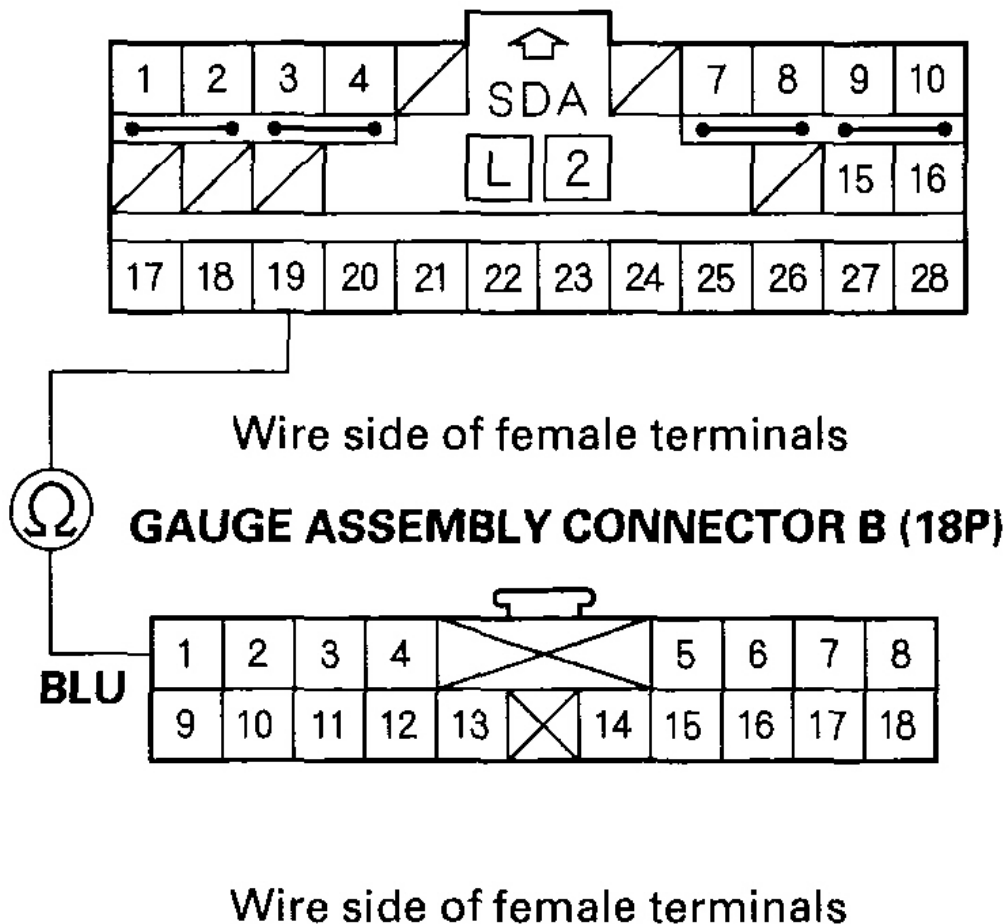 1 2 3 4 7 8 9 10
SDA
L 2 15 16
17 18 19 20 21 22 23 24 25 26 27 28
Wire side of female terminals
Ω
GAUGE ASSEMBLY CONNECTOR B (18P)
1 2 3 4 5 6 7 8
BLU
9 10 11 12 13 14 15 16 17 18
Wire side of female terminals